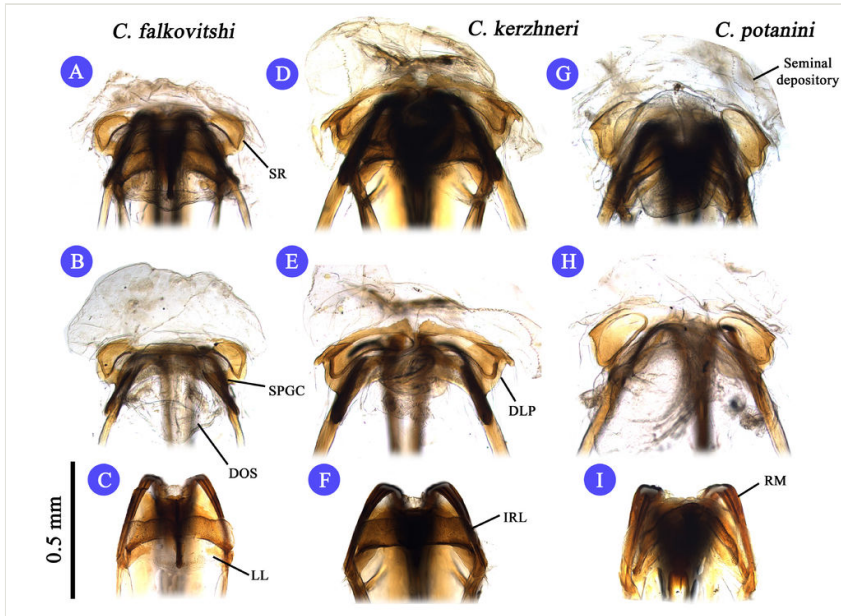 C. falkovitshi
C. kerzhneri
C. potanini
A
D
G
Seminal
depository
SR
B
E
H
SPGC
DLP
DOS
C
F
I
RM
IRL
LL
0.5 mm